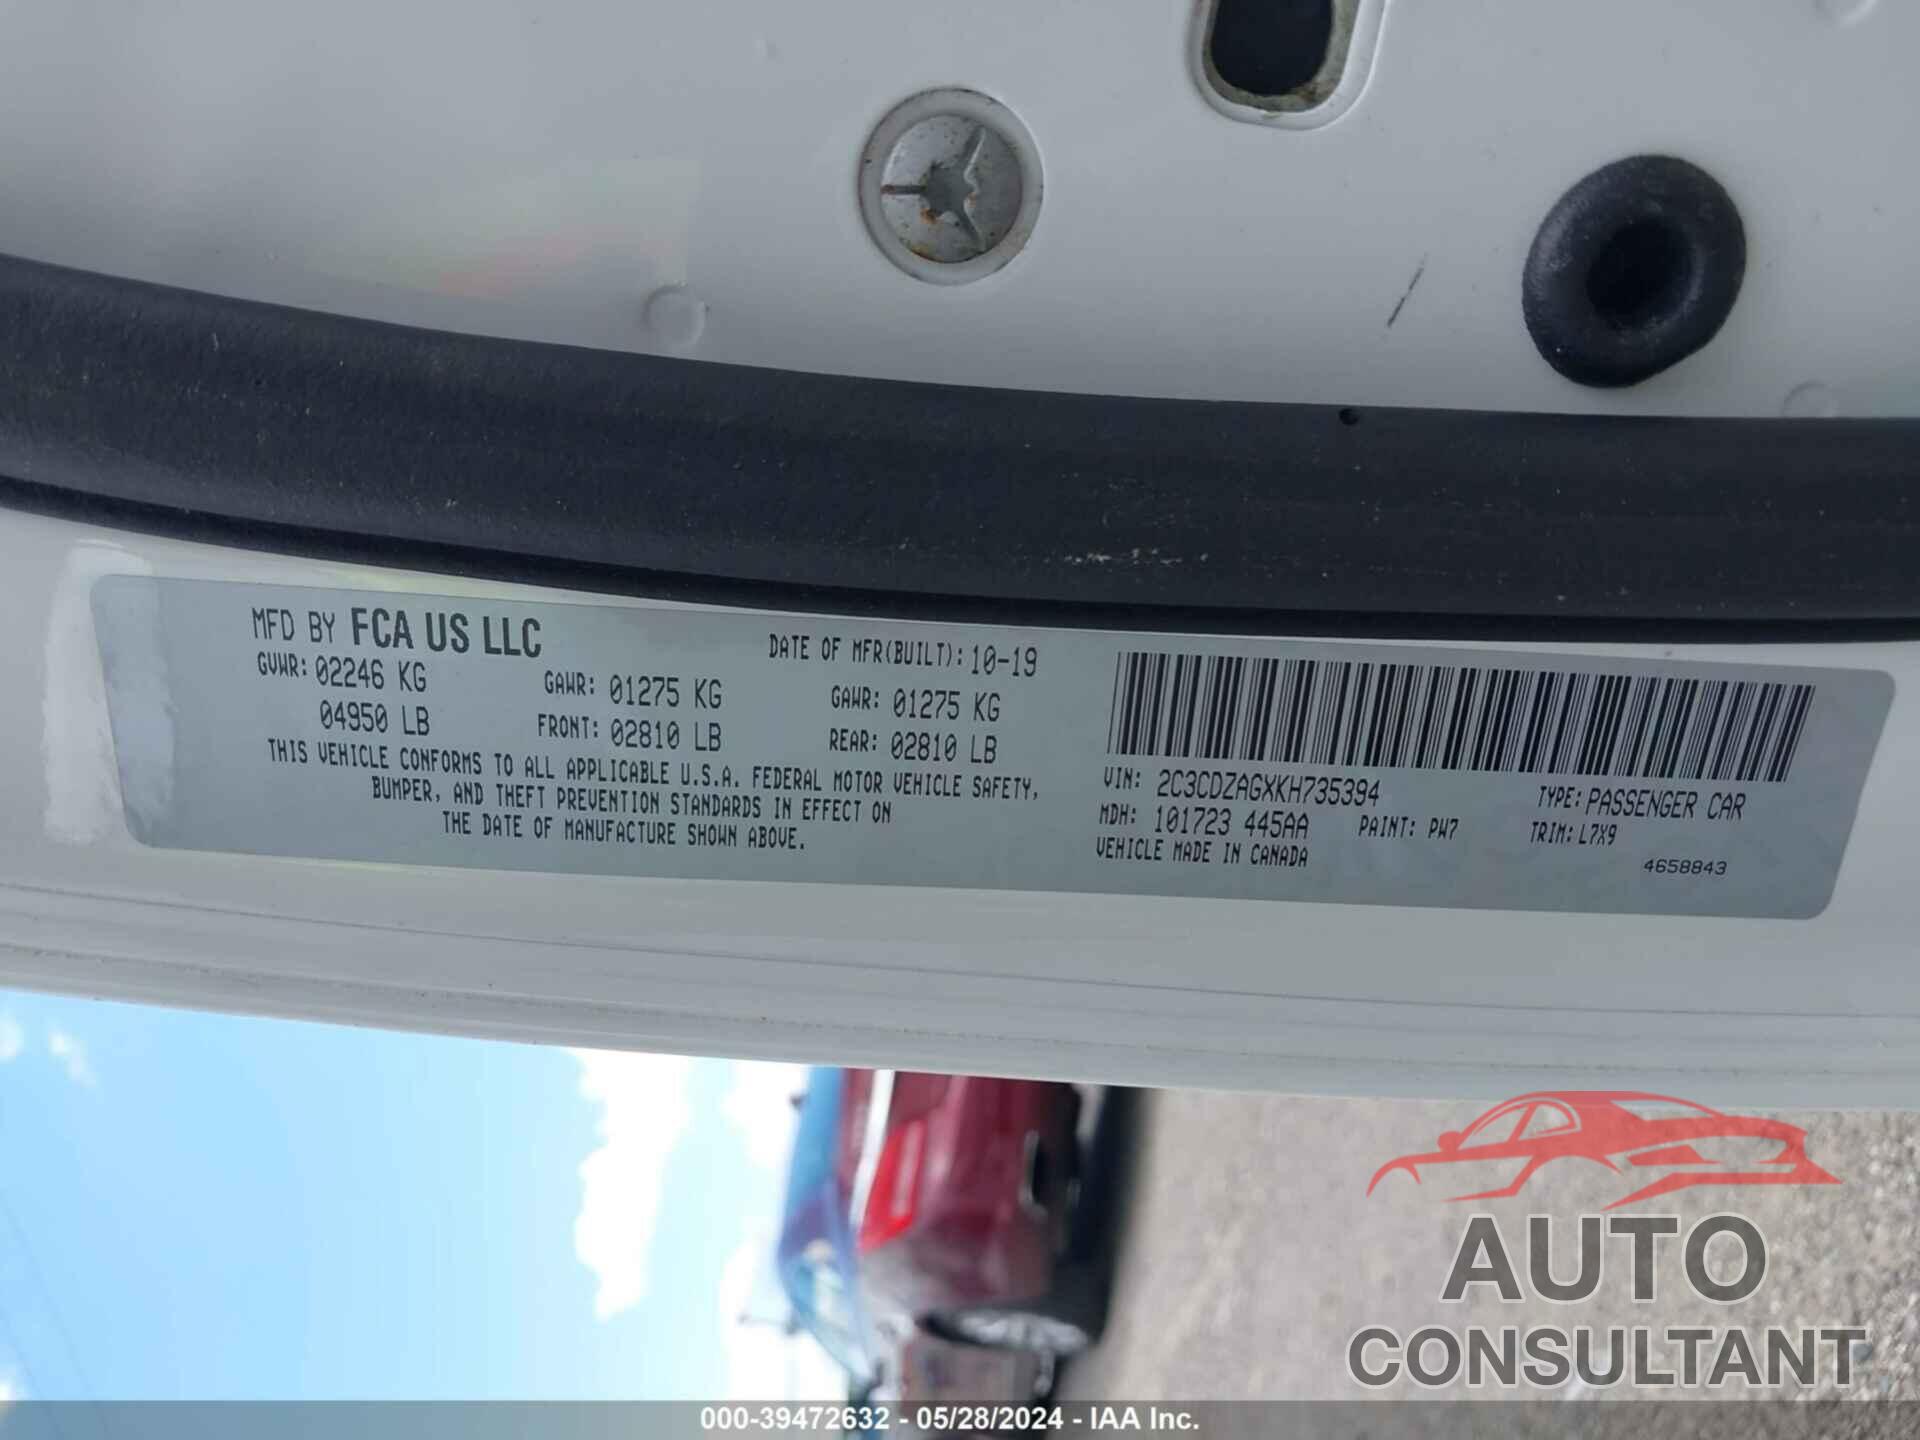 MFD BY FCA US LLC
DATE OF MFR(BUILT): 10-19
GVWR: 02246 KG
04950 LB
GAWR: 01275 KG
FRONT: 02810 LB
GAWR: 01275 KG
REAR: 02810 LB
THIS VEHICLE CONFORMS TO ALL APPLICABLE U.S.A. FEDERAL MOTOR VEHICLE SAFETY,
BUMPER, AND THEFT PREVENTION STANDARDS IN EFFECT ON
THE DATE OF MANUFACTURE SHOWN ABOVE.
VIN: 2C3CDZAGXKH735394
TYPE: PASSENGER CAR
MDH: 101723 445AA
PAINT: PW7
TRIM: L7X9
VEHICLE MADE IN CANADA
4658843
AUTO
CONSULTANT
000-39472632 - 05/28/2024 - IAA Inc.